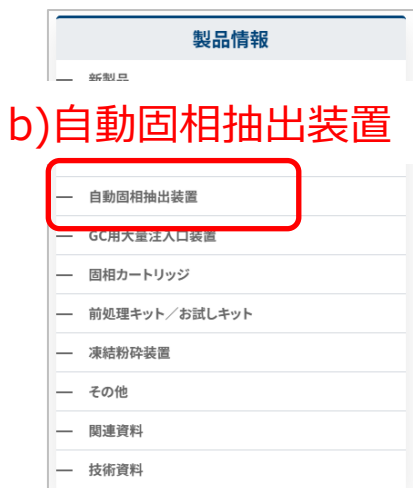 製品情報
— 新製品
b)自動固相抽出装置
— 自動固相抽出装置
— GC用大量注入口装置
— 固相カートリッジ
— 前処理キット／お試しキット
— 凍結粉砕装置
— その他
— 関連資料
— 技術資料